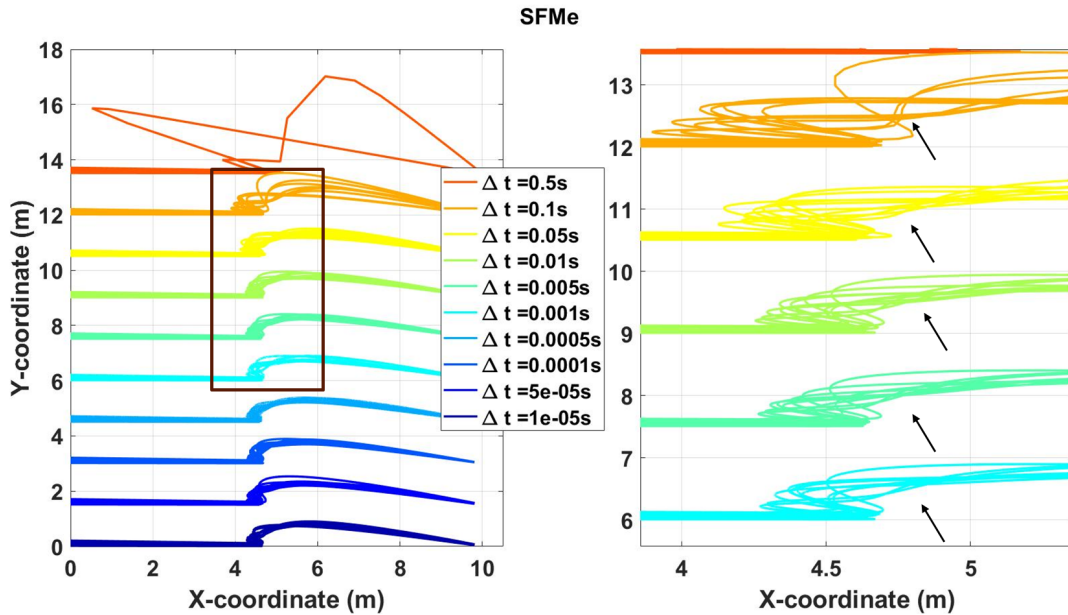 SFMe
18
16
14
12
10
8
6
4
2
0
0 2 4 6 8 10
Y-coordinate (m)
X-coordinate (m)
Δ t =0.5s
Δ t =0.1s
Δ t =0.05s
Δ t =0.01s
Δ t =0.005s
Δ t =0.001s
Δ t =0.0005s
Δ t =0.0001s
Δ t =5e-05s
Δ t =1e-05s
13
12
11
10
9
8
7
6
4 4.5 5
X-coordinate (m)